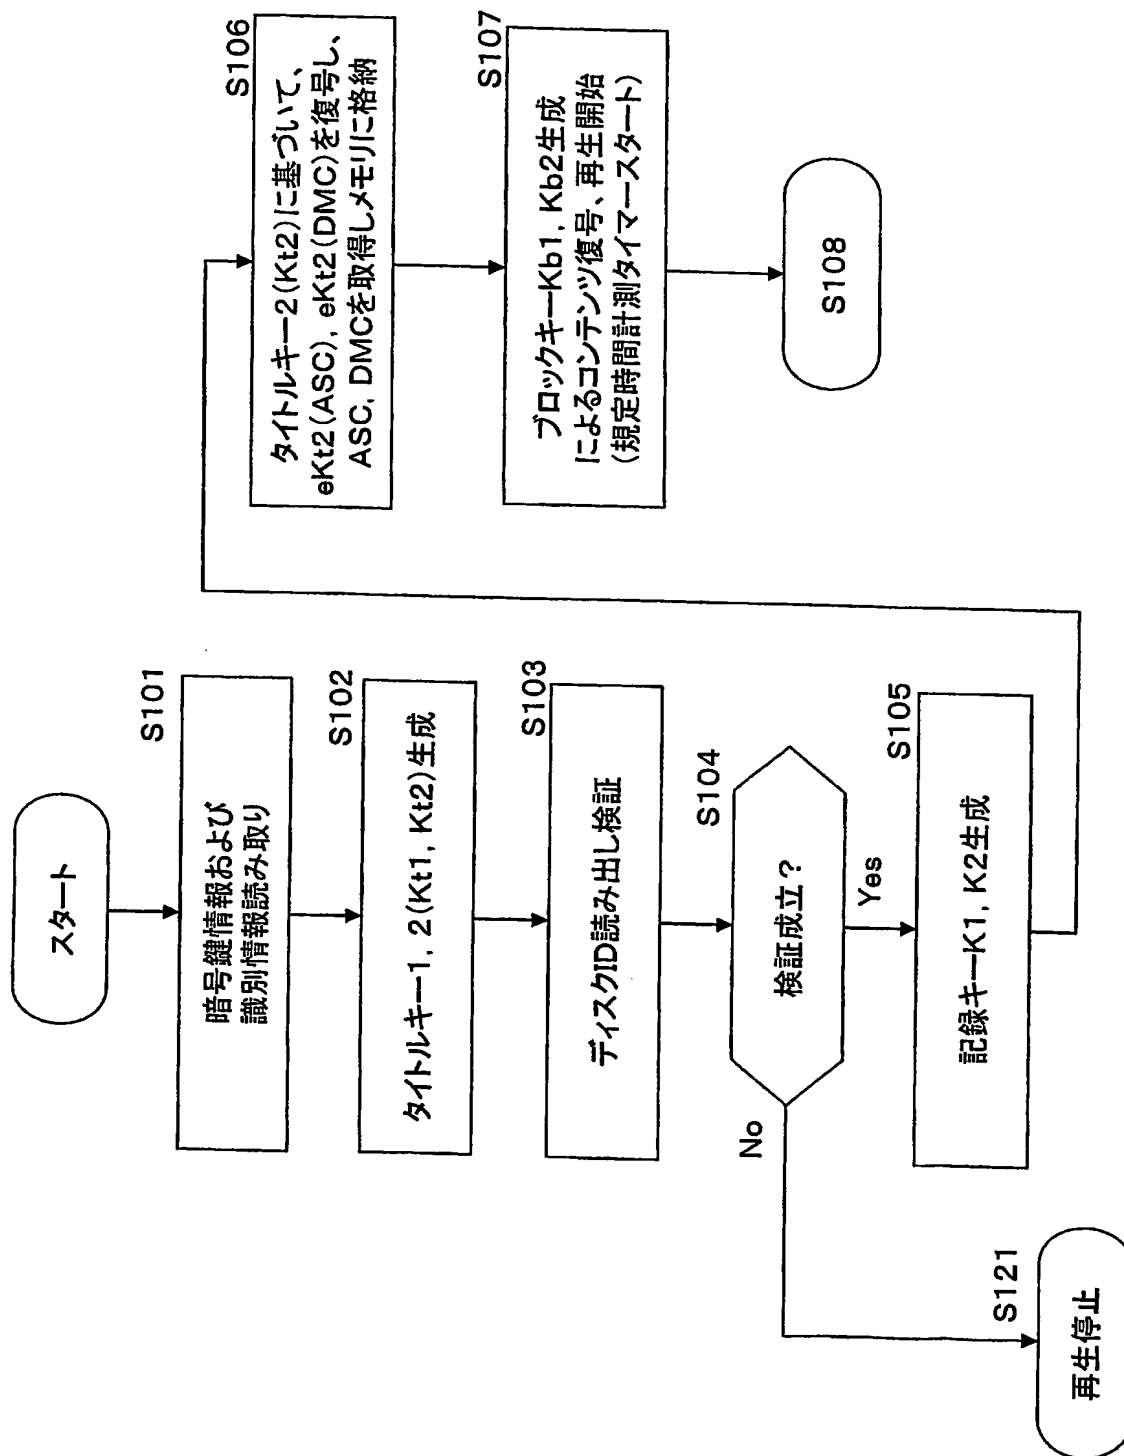 スタート
S101
暗号鍵情報および
識別情報読み取り
S102
タイトルキー1, 2(Kt1, Kt2)生成
S103
ディスクID読み出し検証
S104
検証成立?
No
Yes
S121
再生停止
S105
記録キーK1, K2生成
S106
タイトルキー2(Kt2)に基づいて、
eKt2(ASC), eKt2(DMC)を復号し、
ASC, DMCを取得しメモリに格納
S107
ブロックキーKb1, Kb2生成
によるコンテンツ復号、再生開始
(規定時間計測タイマースタート)
S108